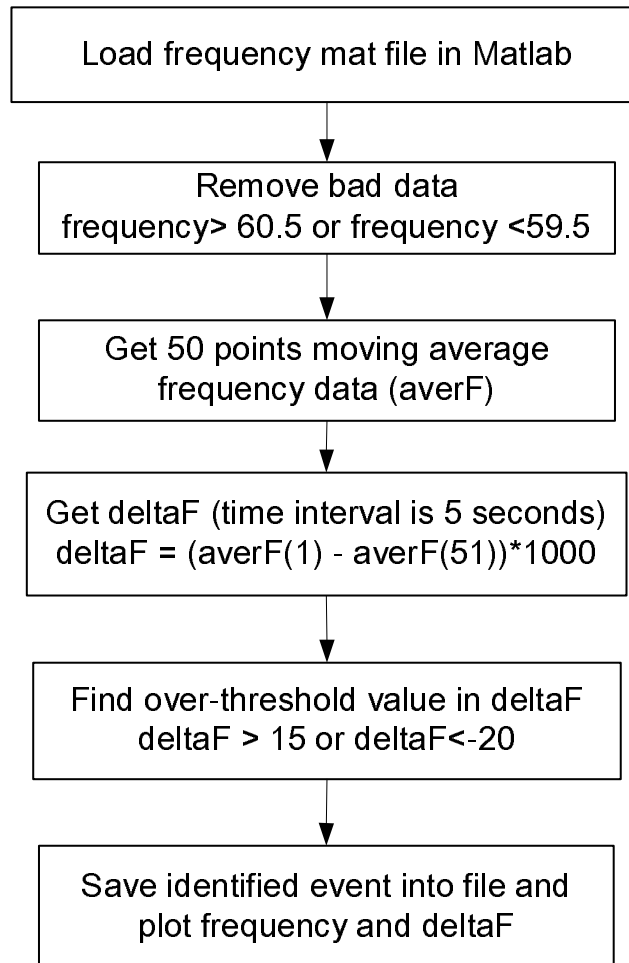 Load frequency mat file in Matlab
Remove bad data
frequency> 60.5 or frequency <59.5
Get 50 points moving average
frequency data (averF)
Get deltaF (time interval is 5 seconds)
deltaF = (averF(1) - averF(51))*1000
Find over-threshold value in deltaF
deltaF > 15 or deltaF<-20
Save identified event into file and
plot frequency and deltaF